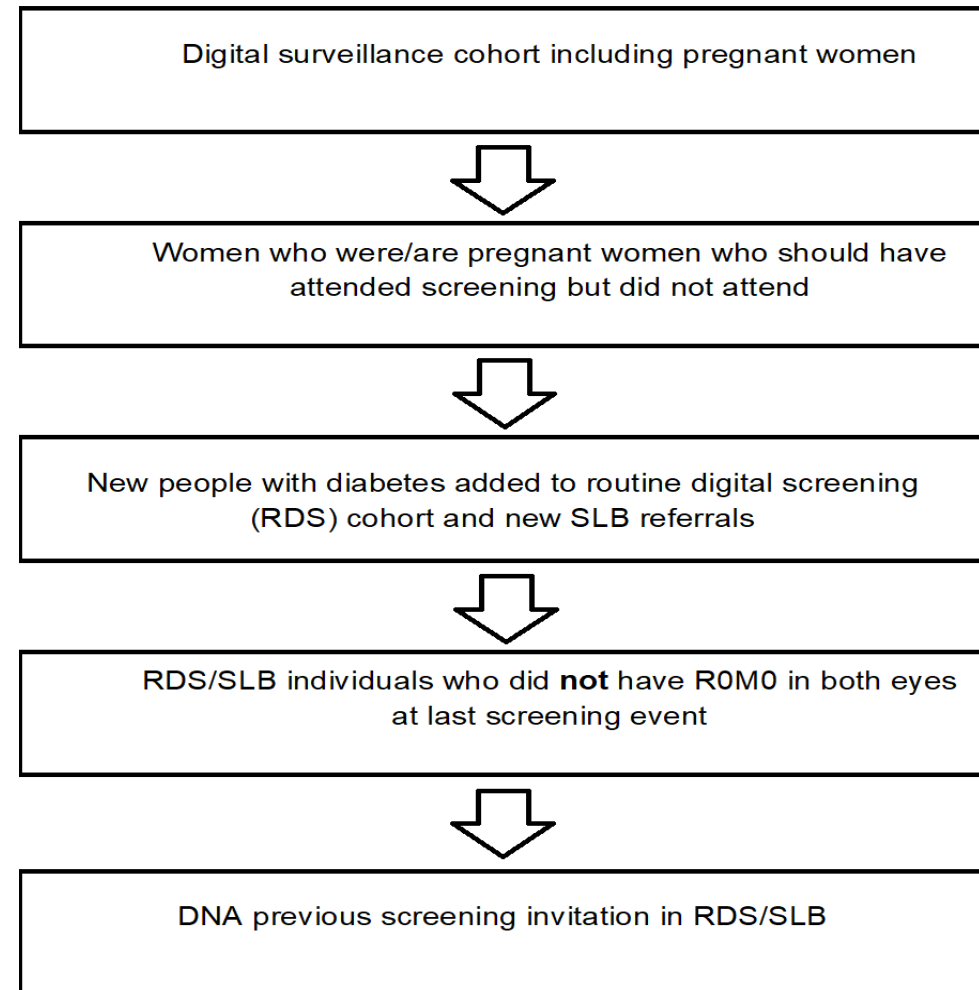 Digital surveillance cohort including pregnant women
Women who were/are pregnant women who should have
attended screening but did not attend
New people with diabetes added to routine digital screening
(RDS) cohort and new SLB referrals
RDS/SLB individuals who did not have R0M0 in both eyes
at last screening event
DNA previous screening invitation in RDS/SLB